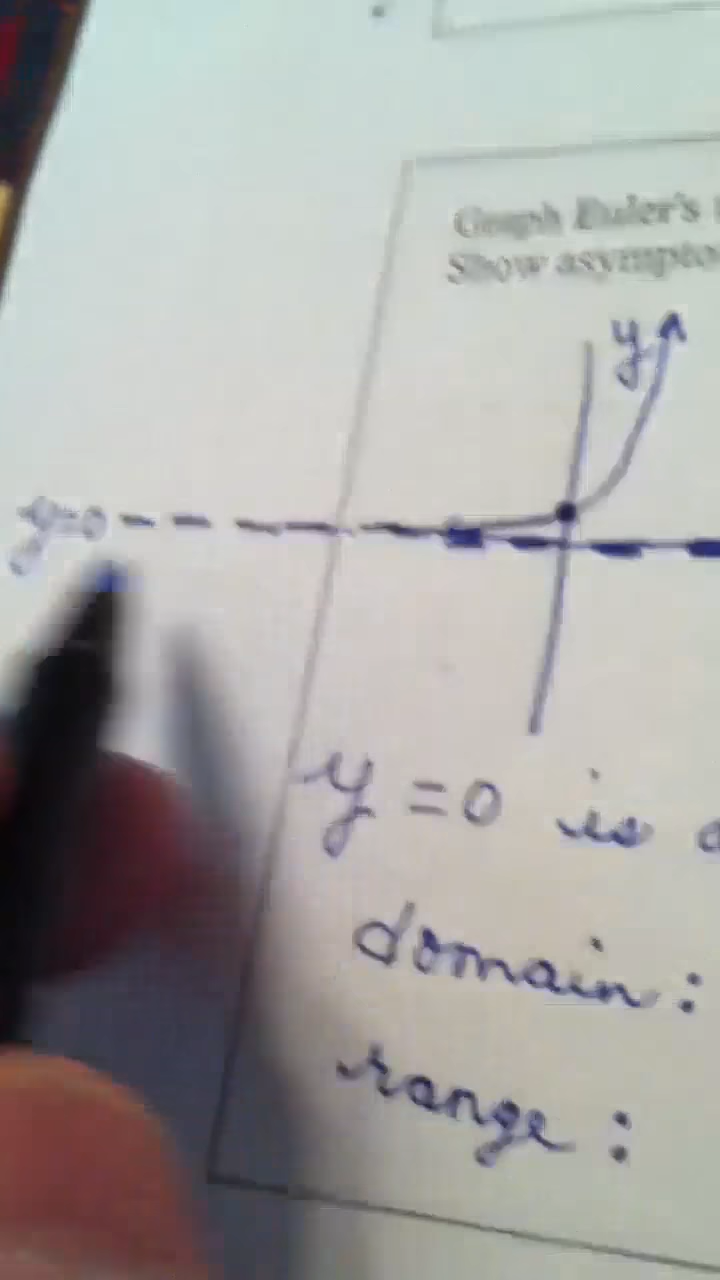 Graph Euler's
Show asympto
y
y=0
y = 0 is a
domain:
range: